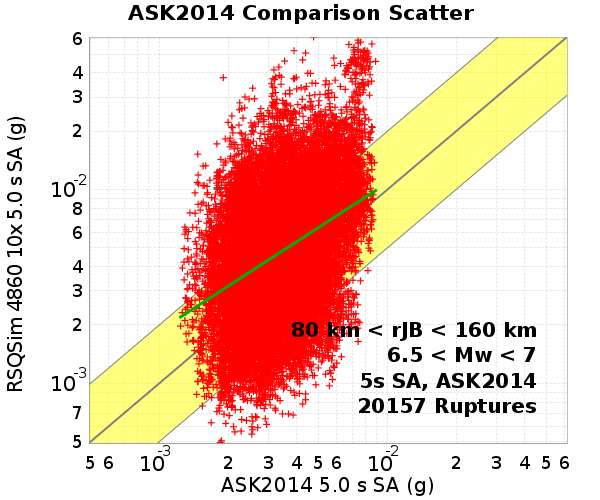 ASK2014 Comparison Scatter
RSQSim 4860 10x 5.0 s SA (g)
6
4
3
2
10-2
8
6
4
3
2
10-3
7
5
80 km < rJB < 160 km
6.5 < Mw < 7
5s SA, ASK2014
20157 Ruptures
5 6 10-3 2 3 4 5 6 10-2 2 3 4 5 6
ASK2014 5.0 s SA (g)